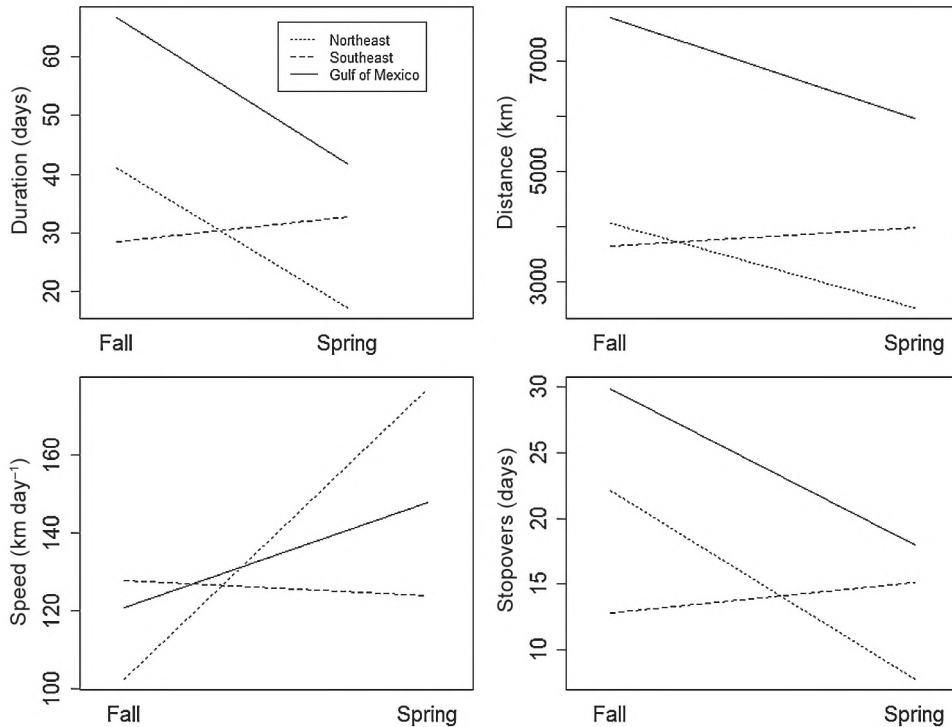 Duration (days)
20
30
40
50
60
Northeast
Southeast
Gulf of Mexico
Fall
Spring
Distance (km)
3000
5000
7000
Fall
Spring
Speed (km day⁻¹)
100
120
140
160
Fall
Spring
Stopovers (days)
10
15
20
25
30
Fall
Spring